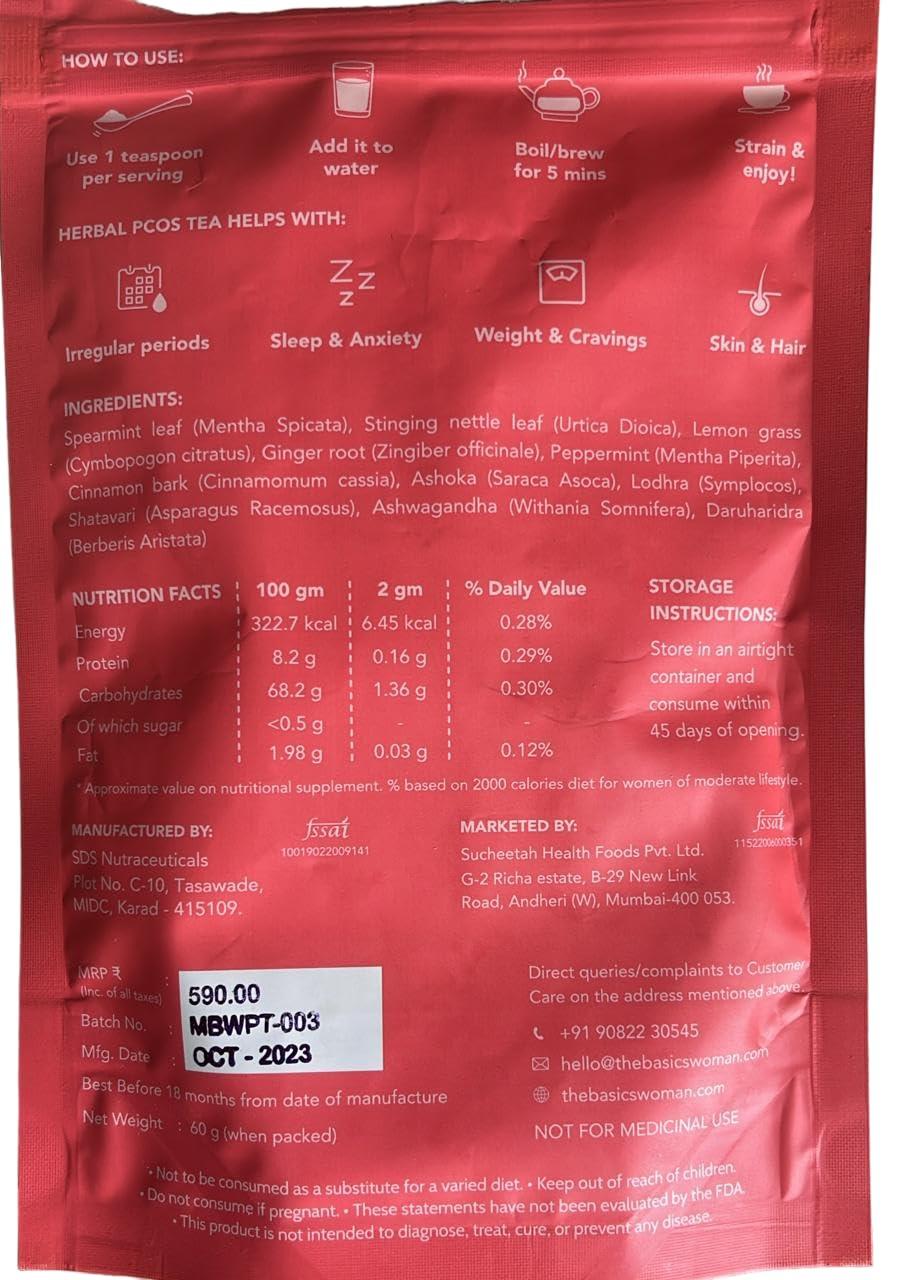 HOW TO USE:
Use 1 teaspoon
per serving
Add it to
water
Boil/brew
for 5 mins
Strain &
enjoy!
HERBAL PCOS TEA HELPS WITH:
Z Z
Z
Irregular periods
Sleep & Anxiety
Weight & Cravings
Skin & Hair
INGREDIENTS:
Spearmint leaf (Mentha Spicata), Stinging nettle leaf (Urtica Dioica), Lemon grass
(Cymbopogon citratus), Ginger root (Zingiber officinale), Peppermint (Mentha Piperita),
Cinnamon bark (Cinnamomum cassia), Ashoka (Saraca Asoca), Lodhra (Symplocos),
Shatavari (Asparagus Racemosus), Ashwagandha (Withania Somnifera), Daruharidra
(Berberis Aristata)
NUTRITION FACTS 100 gm 2 gm % Daily Value
Energy 322.7 kcal 6.45 kcal 0.28%
Protein 8.2 g 0.16 g 0.29%
Carbohydrates 68.2 g 1.36 g 0.30%
Of which sugar <0.5 g - -
Fat 1.98 g 0.03 g 0.12%
STORAGE
INSTRUCTIONS:
Store in an airtight
container and
consume within
45 days of opening.
* Approximate value on nutritional supplement. % based on 2000 calories diet for women of moderate lifestyle.
MANUFACTURED BY:
SDS Nutraceuticals
Plot No. C-10, Tasawade,
MIDC, Karad - 415109.
fssai
10019022009141
MARKETED BY:
Sucheetah Health Foods Pvt. Ltd.
G-2 Richa estate, B-29 New Link
Road, Andheri (W), Mumbai-400 053.
fssai
11522006000351
MRP ₹ : 590.00
(Inc. of all taxes)
Batch No. : MBWPT-003
Mfg. Date : OCT - 2023
Best Before 18 months from date of manufacture
Net Weight : 60 g (when packed)
Direct queries/complaints to Customer
Care on the address mentioned above.
+91 90822 30545
hello@thebasicswoman.com
thebasicswoman.com
NOT FOR MEDICINAL USE
• Not to be consumed as a substitute for a varied diet. • Keep out of reach of children.
• Do not consume if pregnant. • These statements have not been evaluated by the FDA.
• This product is not intended to diagnose, treat, cure, or prevent any disease.